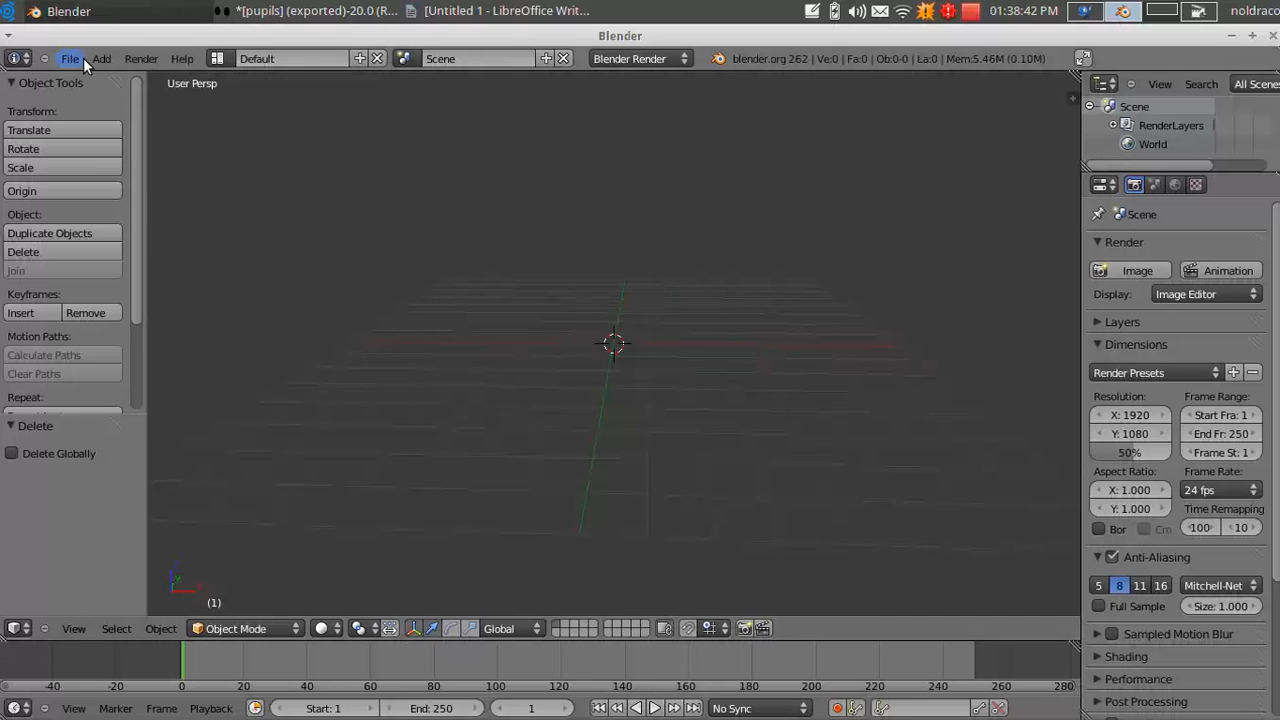 Blender
*[pupils] (exported)-20.0 (R...
[Untitled 1 - LibreOffice Writ...
01:38:42 PM
noldraco
Blender
File
Add
Render
Help
Default
Scene
Blender Render
blender.org 262 | Ve:0 | Fa:0 | Ob:0-0 | La:0 | Mem:5.46M (0.10M)
Object Tools
Transform:
Translate
Rotate
Scale
Origin
Object:
Duplicate Objects
Delete
Join
Keyframes:
Insert
Remove
Motion Paths:
Calculate Paths
Clear Paths
Repeat:
Delete
Delete Globally
User Persp
(1)
View
Select
Object
Object Mode
Global
-40 -20 0 20 40 60 80 100 120 140 160 180 200 220 240 260 280
View
Marker
Frame
Playback
Start: 1
End: 250
1
No Sync
View
Search
All Scenes
Scene
RenderLayers
World
Scene
Render
Image
Animation
Display:
Image Editor
Layers
Dimensions
Render Presets
Resolution:
Frame Range:
X: 1920
Start Fra: 1
Y: 1080
End Fr: 250
50%
Frame St: 1
Aspect Ratio:
Frame Rate:
X: 1.000
24 fps
Y: 1.000
Time Remapping
Bor
Cro
100
10
Anti-Aliasing
5 8 11 16
Mitchell-Net
Full Sample
Size: 1.000
Sampled Motion Blur
Shading
Performance
Post Processing